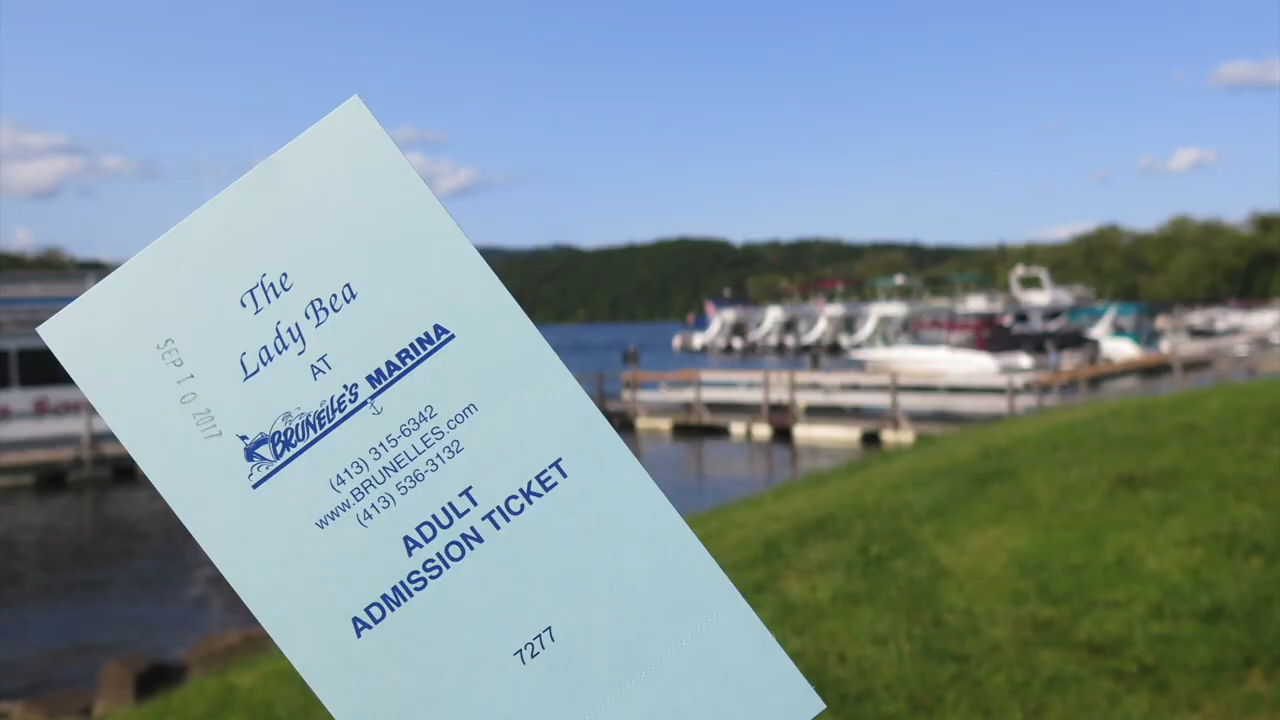 The
Lady Bea
AT
BRUNELLE'S MARINA
(413) 315-6342
www.BRUNELLES.com
(413) 536-3132
ADULT
ADMISSION TICKET
7277
SEP 10 2017